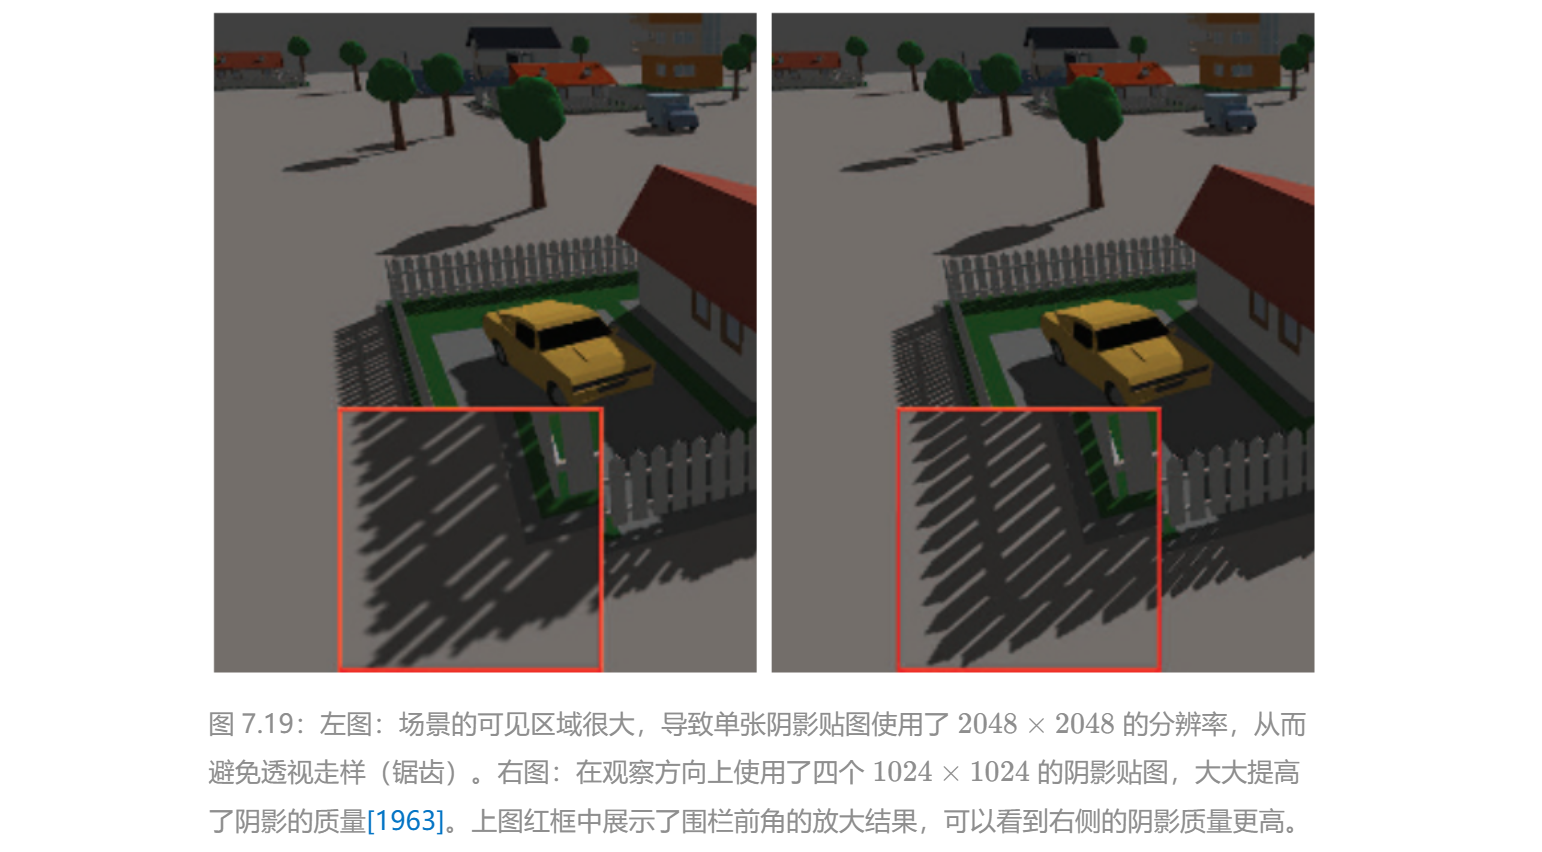 图 7.19：左图：场景的可见区域很大，导致单张阴影贴图使用了 2048 × 2048 的分辨率，从而
避免透视走样（锯齿）。右图：在观察方向上使用了四个 1024 × 1024 的阴影贴图，大大提高
了阴影的质量[1963]。上图红框中展示了围栏前角的放大结果，可以看到右侧的阴影质量更高。